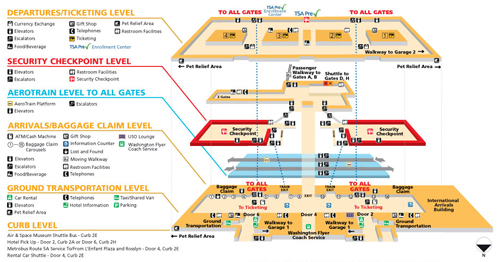 DEPARTURES/TICKETING LEVEL
Currency Exchange
Gift Shop
Pet Relief Area
Elevators
Telephones
Escalators
Ticketing
Food/Beverage
TSA Pre✓ Enrollment Center
TO ALL GATES
TSA Pre✓ Enrollment Center
TSA Pre✓
TO ALL GATES
4
2
Walkway to Garage 2
Pet Relief Area
Pet Relief Area
SECURITY CHECKPOINT LEVEL
Elevators
Restroom Facilities
Escalators
Security Checkpoint
Passenger Walkway to Gates A, B
Shuttle to Gates D, H
Z Gates
AEROTRAIN LEVEL TO ALL GATES
AeroTrain Platform
Escalators
Elevators
Security Checkpoint
Security Checkpoint
ARRIVALS/BAGGAGE CLAIM LEVEL
ATM/Cash Machine
Gift Shop
USO Lounge
Baggage Claim Carousels
Information Counter
Washington Flyer Coach Service
Lost and Found
Elevators
Moving Walkway
Escalators
Restroom Facilities
Food/Beverage
Telephones
GROUND TRANSPORTATION LEVEL
Car Rental
Telephones
Taxi/Shared Van
Elevators
Hotel Information
Parking
Pet Relief Area
Baggage Claim
TO ALL GATES
TRAIN EXIT
TRAIN EXIT
TO ALL GATES
Baggage Claim
To Ticketing
To Ticketing
International Arrivals Building
Door 6
Door 4
Door 2
Ground Transportation
Walkway to Garage 1
Walkway to Garage 1
Ground Transportation
Washington Flyer Coach Service
CURB LEVEL
Air & Space Museum Shuttle Bus - Curb 2E
Hotel Pick Up - Door 2, Curb 2A or Door 6, Curb 2H
Metrobus Route 5A Service To/From L'Enfant Plaza and Rosslyn - Door 4, Curb 2E
Rental Car Shuttle - Door 4, Curb 2E
Pet Relief Area
N